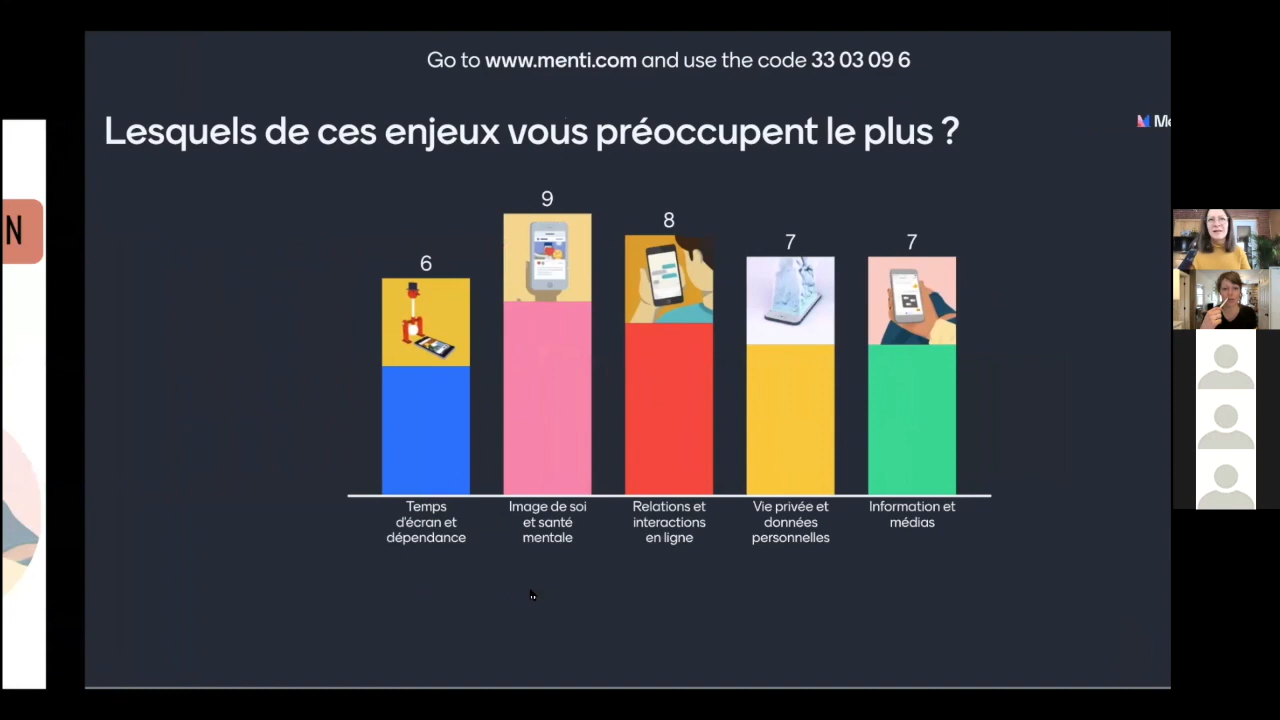 Go to www.menti.com and use the code 33 03 09 6
Lesquels de ces enjeux vous préoccupent le plus ?
N
6
9
8
7
7
Temps
d'écran et
dépendance
Image de soi
et santé
mentale
Relations et
interactions
en ligne
Vie privée et
données
personnelles
Information et
médias